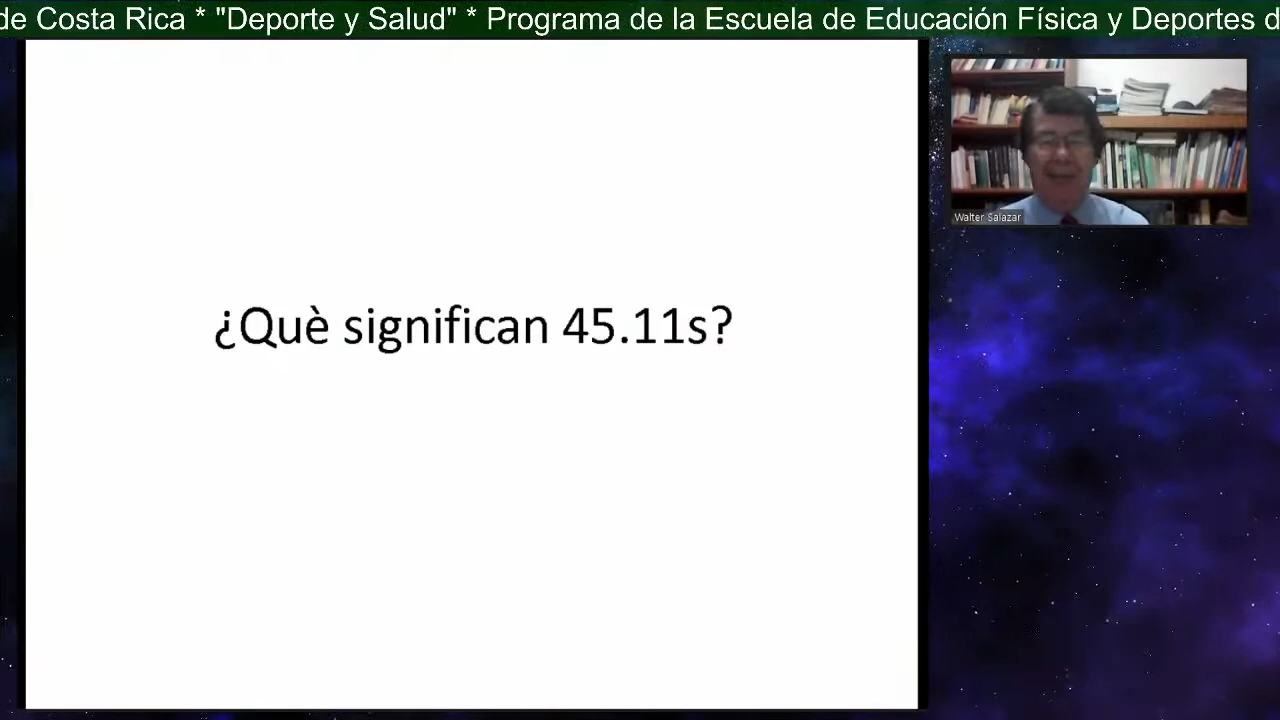 de Costa Rica * "Deporte y Salud" * Programa de la Escuela de Educación Física y Deportes d
¿Què significan 45.11s?
Walter Salazar